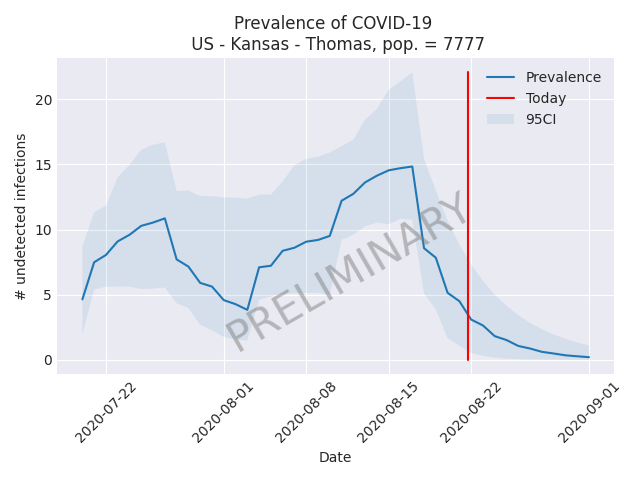 Prevalence of COVID-19
US - Kansas - Thomas, pop. = 7777
# undetected infections
20
15
10
5
0
Prevalence
Today
95CI
PRELIMINARY
2020-07-22
2020-08-01
2020-08-08
2020-08-15
2020-08-22
2020-09-01
Date